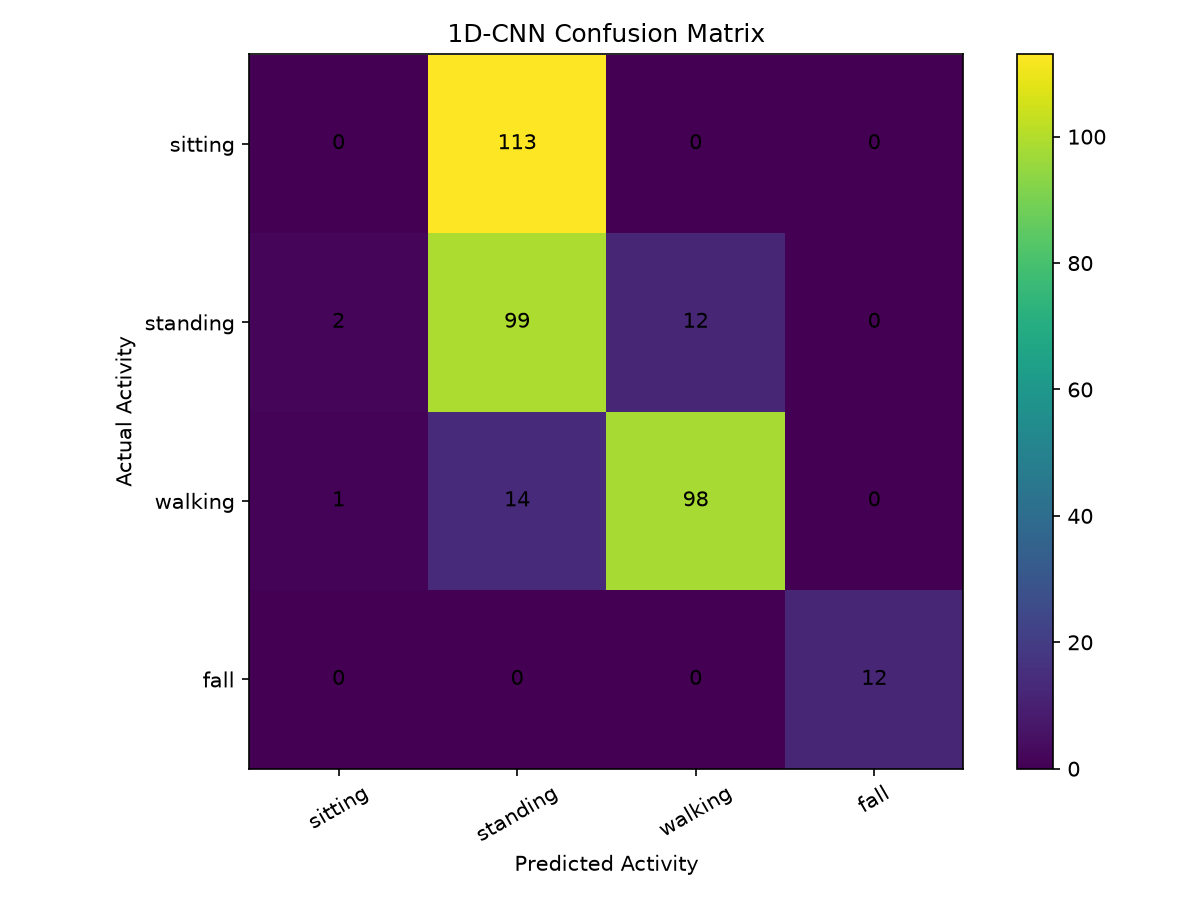 1D-CNN Confusion Matrix
sitting 0 113 0 0
standing 2 99 12 0
walking 1 14 98 0
fall 0 0 0 12
sitting standing walking fall
Predicted Activity
Actual Activity
100
80
60
40
20
0